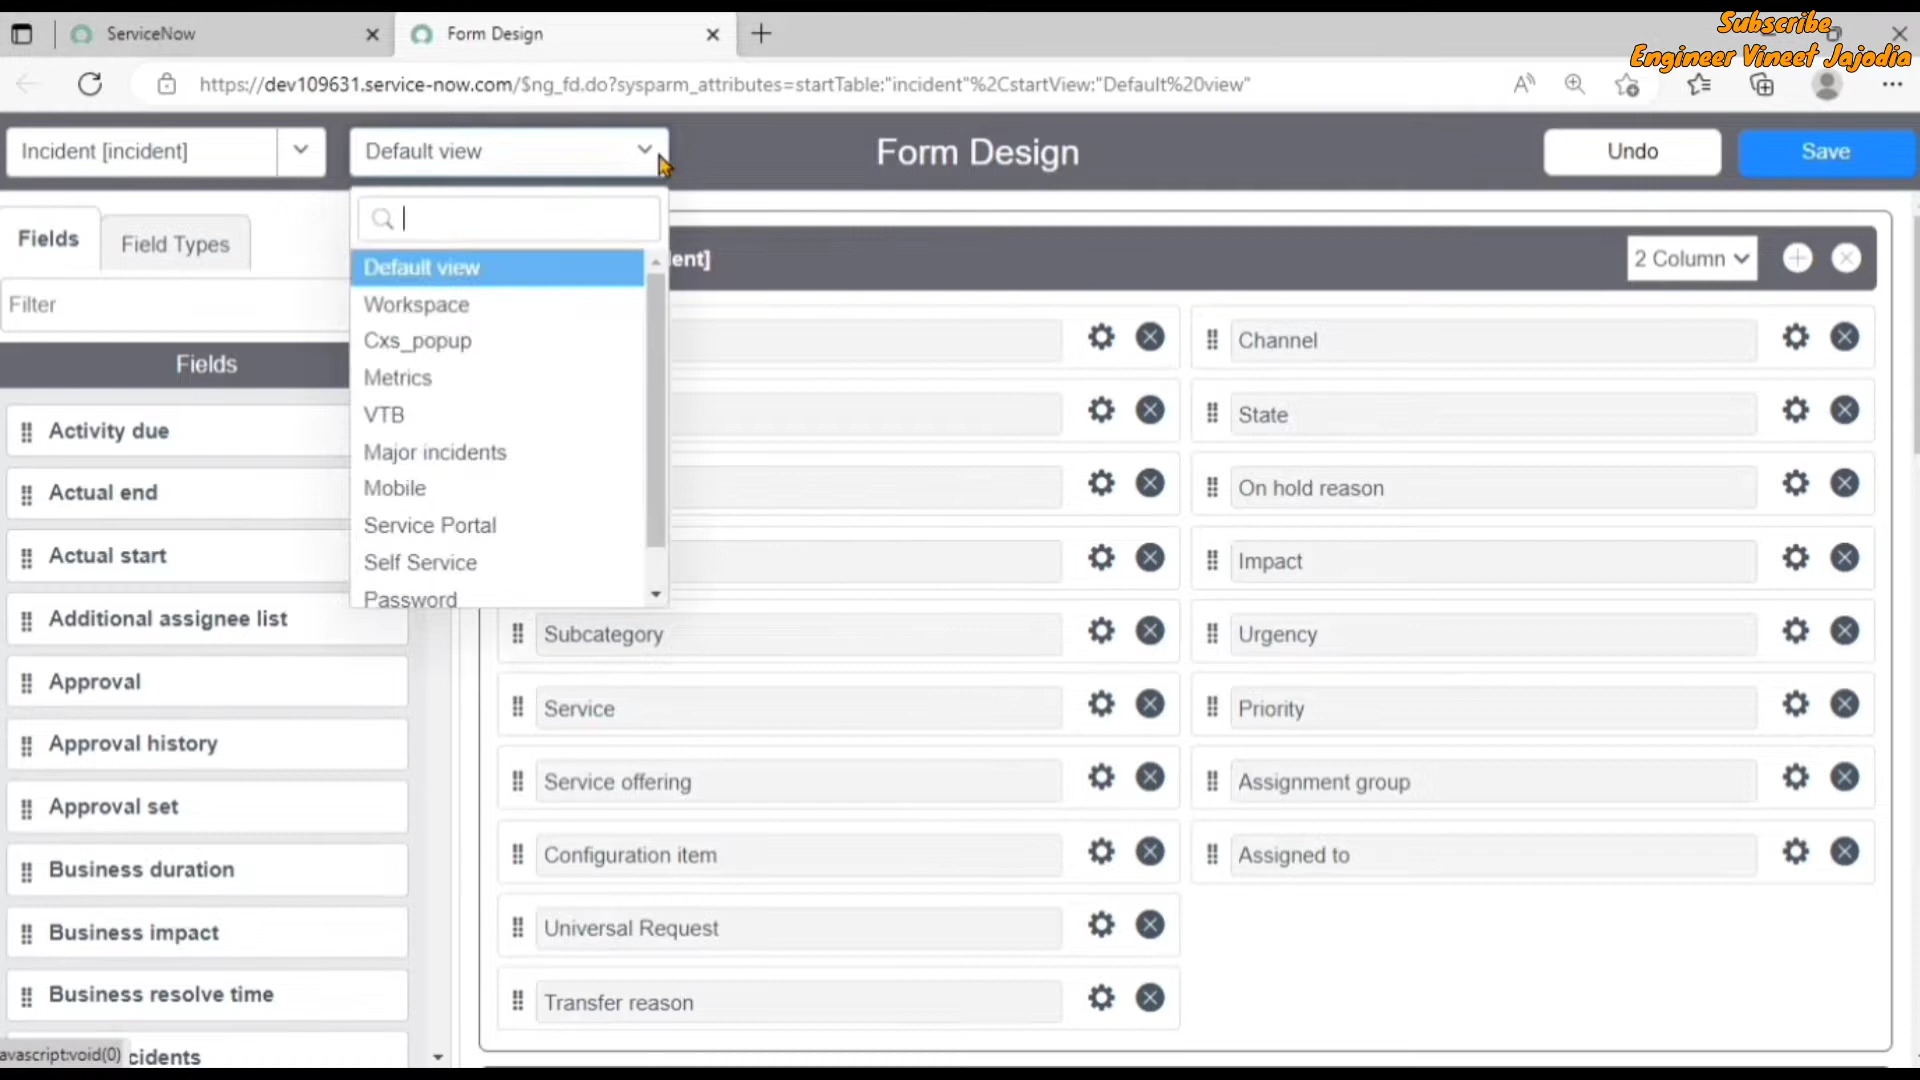 ServiceNow
Form Design
Subscribe
Engineer Vineet Jajodia
https://dev109631.service-now.com/$ng_fd.do?sysparm_attributes=startTable:"incident"%2CstartView:"Default%20view"
Incident [incident]
Default view
Form Design
Undo
Save
Fields
Field Types
Filter
Fields
Activity due
Actual end
Actual start
Additional assignee list
Approval
Approval history
Approval set
Business duration
Business impact
Business resolve time
cidents
avascript:void(0)
Default view
Workspace
Cxs_popup
Metrics
VTB
Major incidents
Mobile
Service Portal
Self Service
Password
ent]
2 Column
Subcategory
Service
Service offering
Configuration item
Universal Request
Transfer reason
Channel
State
On hold reason
Impact
Urgency
Priority
Assignment group
Assigned to